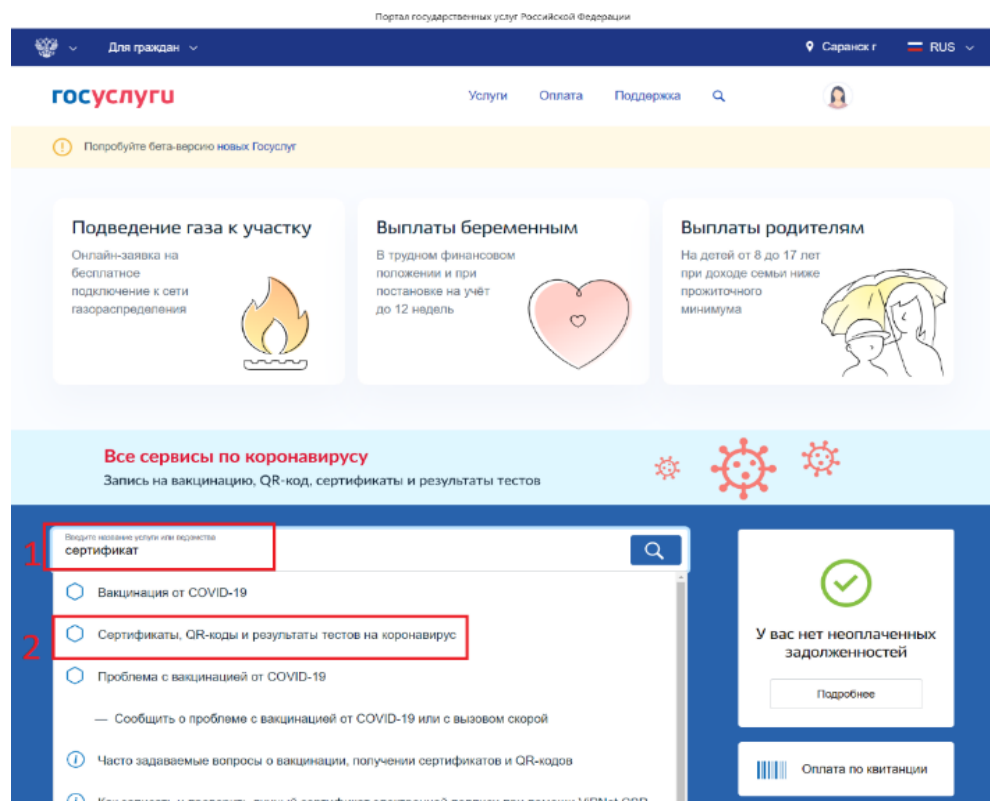 Портал государственных услуг Российской Федерации
Для граждан
Саранск г
RUS
госуслуги
Услуги
Оплата
Поддержка
Попробуйте бета-версию новых Госуслуг
Подведение газа к участку
Онлайн-заявка на
бесплатное
подключение к сети
газораспределения
Выплаты беременным
В трудном финансовом
положении и при
постановке на учёт
до 12 недель
Выплаты родителям
На детей от 8 до 17 лет
при доходе семьи ниже
прожиточного
минимума
Все сервисы по коронавирусу
Запись на вакцинацию, QR-код, сертификаты и результаты тестов
1
Введите название услуги или ведомства
сертификат
Вакцинация от COVID-19
2
Сертификаты, QR-коды и результаты тестов на коронавирус
Проблема с вакцинацией от COVID-19
— Сообщить о проблеме с вакцинацией от COVID-19 или с вызовом скорой
Часто задаваемые вопросы о вакцинации, получении сертификатов и QR-кодов
У вас нет неоплаченных
задолженностей
Подробнее
Оплата по квитанции